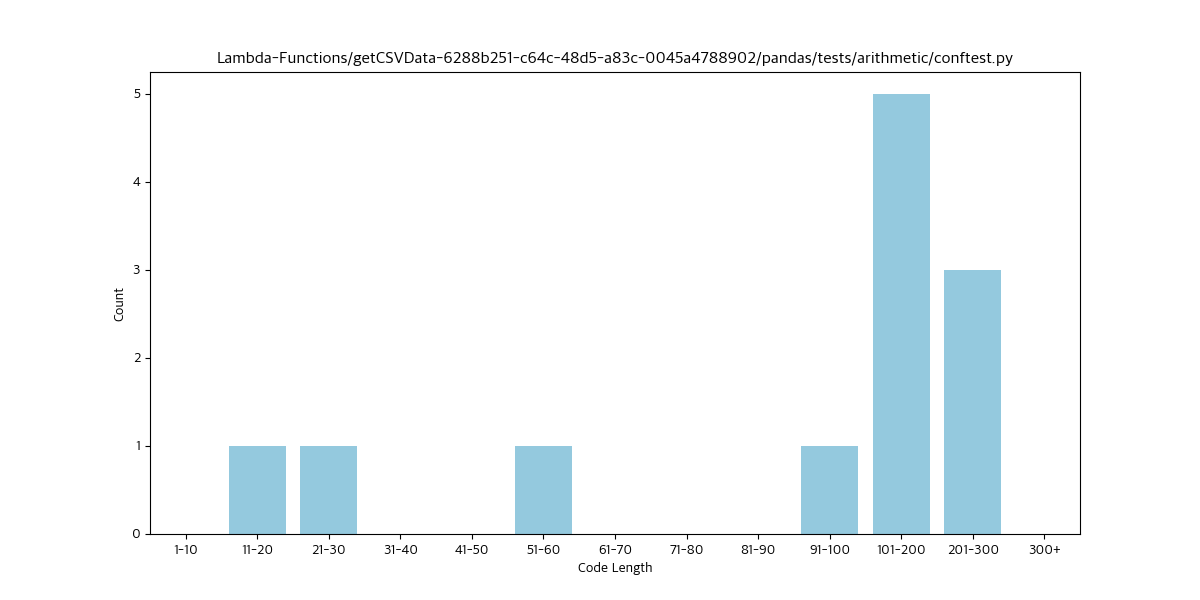 Lambda-Functions/getCSVData-6288b251-c64c-48d5-a83c-0045a4788902/pandas/tests/arithmetic/conftest.py
5
4
3
2
1
0
Count
1-10 11-20 21-30 31-40 41-50 51-60 61-70 71-80 81-90 91-100 101-200 201-300 300+
Code Length